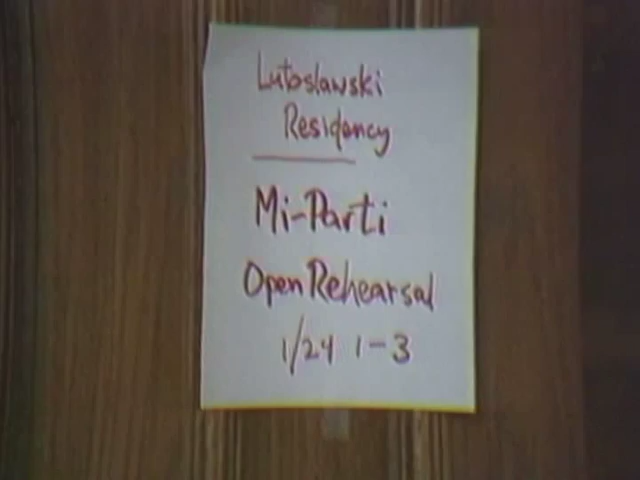 Lutoslawski
Residency
Mi-Parti
Open Rehearsal
1/24 1-3